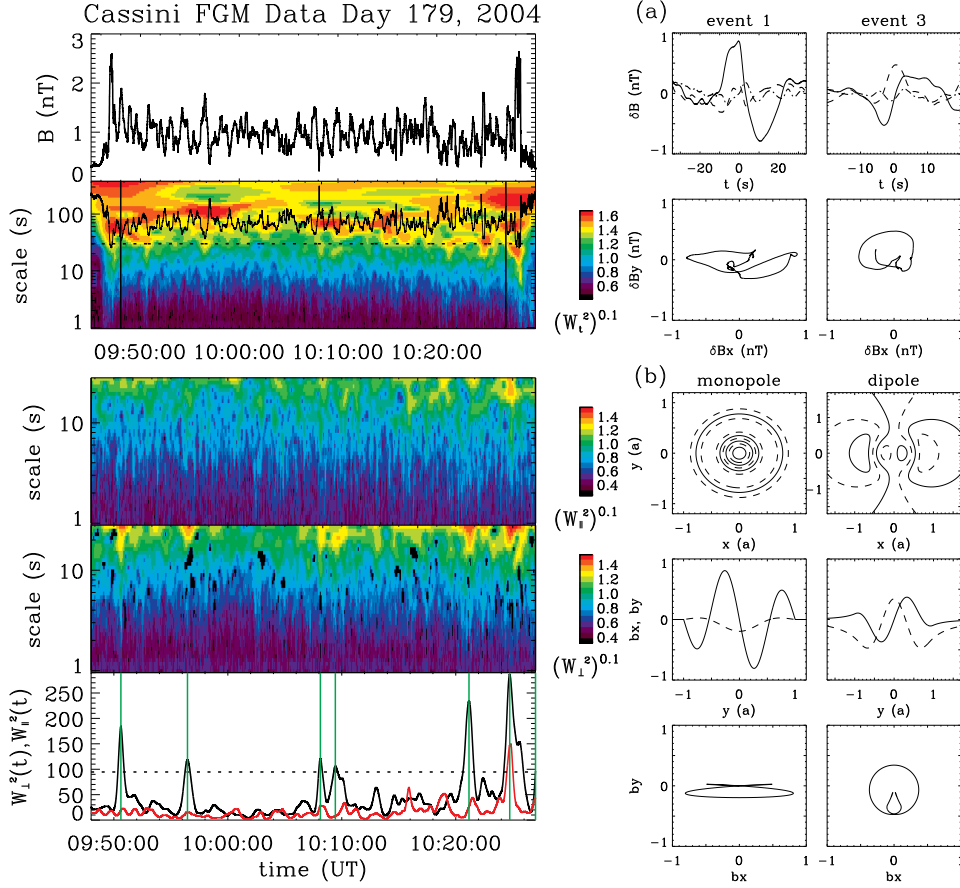 Cassini FGM Data Day 179, 2004
B (nT)
3
2
1
0
scale (s)
100
10
1
09:50:00 10:00:00 10:10:00 10:20:00
1.6
1.4
1.2
1.0
0.8
0.6
(W_t^2)^0.1
scale (s)
10
1
1.4
1.2
1.0
0.8
0.6
0.4
(W_∥^2)^0.1
scale (s)
10
1
1.4
1.2
1.0
0.8
0.6
0.4
(W_⊥^2)^0.1
W_⊥^2(t),W_∥^2(t)
250
200
150
100
50
0
09:50:00 10:00:00 10:10:00 10:20:00
time (UT)
(a)
event 1 event 3
δB (nT)
1
0
-1
-20 0 20
-10 0 10 20
t (s) t (s)
δBy (nT)
1
0
-1
-1 0 1
-1 0 1
δBx (nT) δBx (nT)
(b)
monopole dipole
y (a)
1
0
-1
1
0
-1
-1 0 1
-1 0 1
x (a) x (a)
bx, by
1
0
-1
-1 0 1
-1 0 1
y (a) y (a)
by
1
0
-1
-1 0 1
-1 0 1
bx bx